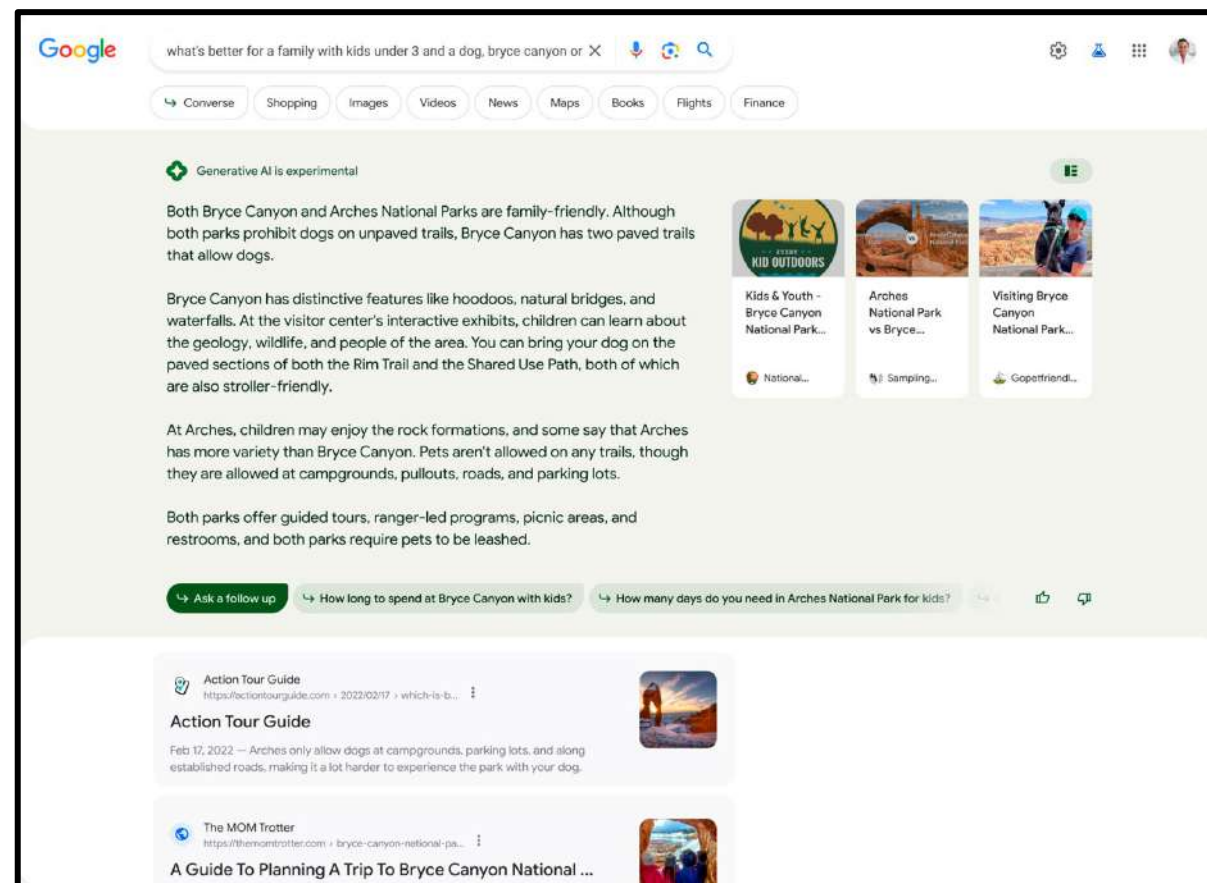 Google
what's better for a family with kids under 3 and a dog, bryce canyon or
Converse Shopping Images Videos News Maps Books Flights Finance
Generative AI is experimental
Both Bryce Canyon and Arches National Parks are family-friendly. Although
both parks prohibit dogs on unpaved trails, Bryce Canyon has two paved trails
that allow dogs.
Bryce Canyon has distinctive features like hoodoos, natural bridges, and
waterfalls. At the visitor center's interactive exhibits, children can learn about
the geology, wildlife, and people of the area. You can bring your dog on the
paved sections of both the Rim Trail and the Shared Use Path, both of which
are also stroller-friendly.
At Arches, children may enjoy the rock formations, and some say that Arches
has more variety than Bryce Canyon. Pets aren't allowed on any trails, though
they are allowed at campgrounds, pullouts, roads, and parking lots.
Both parks offer guided tours, ranger-led programs, picnic areas, and
restrooms, and both parks require pets to be leashed.
EVERY
KID OUTDOORS
Kids & Youth -
Bryce Canyon
National Park...
National...
vs
Arches
National Park
vs Bryce...
Sampling...
Visiting Bryce
Canyon
National Park...
Gopetfriendl...
Ask a follow up How long to spend at Bryce Canyon with kids? How many days do you need in Arches National Park for kids?
Action Tour Guide
https://actiontourguide.com › 2022/02/17 › which-is-b...
Action Tour Guide
Feb 17, 2022 — Arches only allow dogs at campgrounds, parking lots, and along
established roads, making it a lot harder to experience the park with your dog.
The MOM Trotter
https://themomtrotter.com › bryce-canyon-national-pa...
A Guide To Planning A Trip To Bryce Canyon National ...